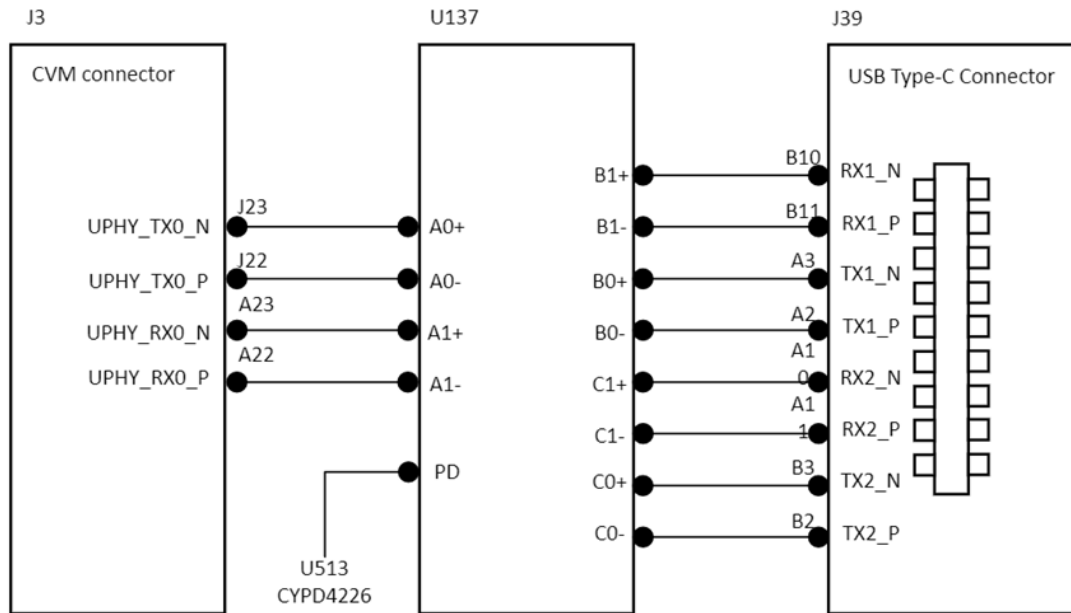 J3
U137
J39
CVM connector
USB Type-C Connector
B1+
B10
RX1_N
UPHY_TX0_N
J23
A0+
B1-
B11
RX1_P
UPHY_TX0_P
J22
A0-
B0+
A3
TX1_N
UPHY_RX0_N
A23
A1+
B0-
A2
TX1_P
UPHY_RX0_P
A22
A1-
C1+
A1
0
RX2_N
C1-
A1
1
RX2_P
PD
C0+
B3
TX2_N
C0-
B2
TX2_P
U513
CYPD4226